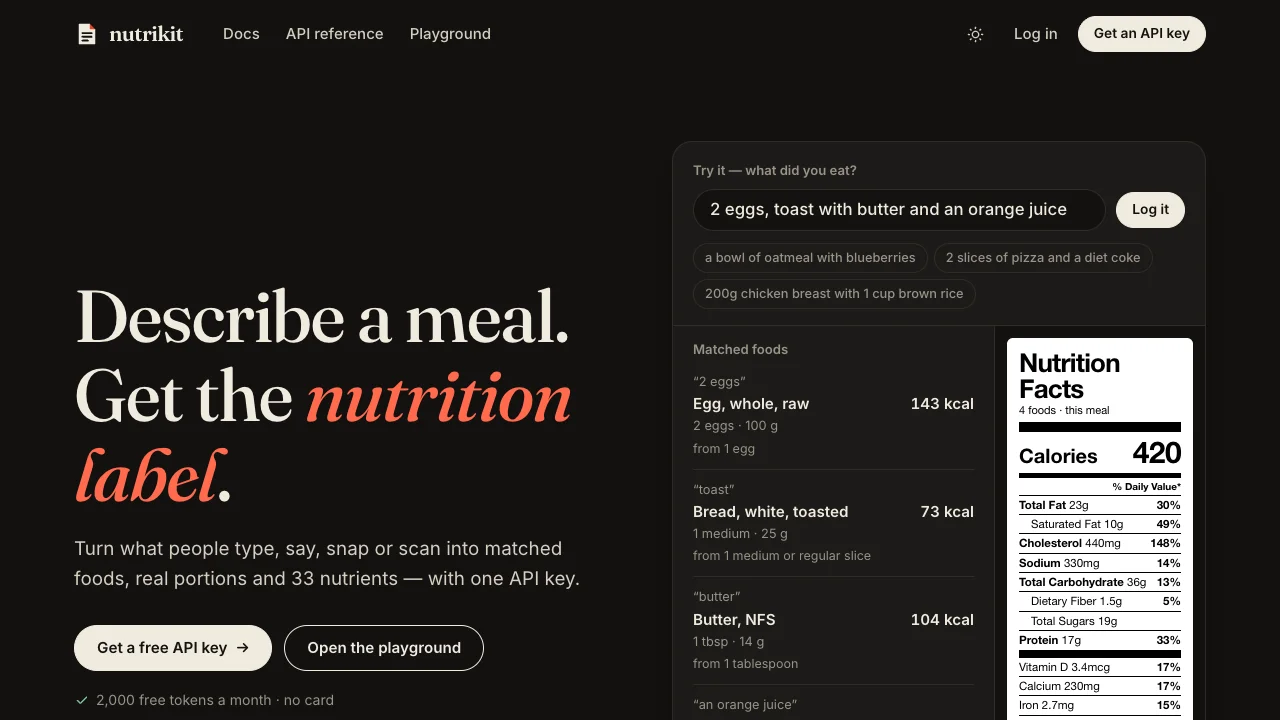 nutrikit
Docs
API reference
Playground
Log in
Get an API key
Describe a meal.
Get the nutrition
label.
Turn what people type, say, snap or scan into matched
foods, real portions and 33 nutrients — with one API key.
Get a free API key →
Open the playground
✓ 2,000 free tokens a month · no card
Try it — what did you eat?
2 eggs, toast with butter and an orange juice
Log it
a bowl of oatmeal with blueberries
2 slices of pizza and a diet coke
200g chicken breast with 1 cup brown rice
Matched foods
“2 eggs”
Egg, whole, raw 143 kcal
2 eggs · 100 g
from 1 egg
“toast”
Bread, white, toasted 73 kcal
1 medium · 25 g
from 1 medium or regular slice
“butter”
Butter, NFS 104 kcal
1 tbsp · 14 g
from 1 tablespoon
“an orange juice”
Nutrition
Facts
4 foods · this meal
Calories 420
% Daily Value*
Total Fat 23g 30%
Saturated Fat 10g 49%
Cholesterol 440mg 148%
Sodium 330mg 14%
Total Carbohydrate 36g 13%
Dietary Fiber 1.5g 5%
Total Sugars 19g
Protein 17g 33%
Vitamin D 3.4mcg 17%
Calcium 230mg 17%
Iron 2.7mg 15%